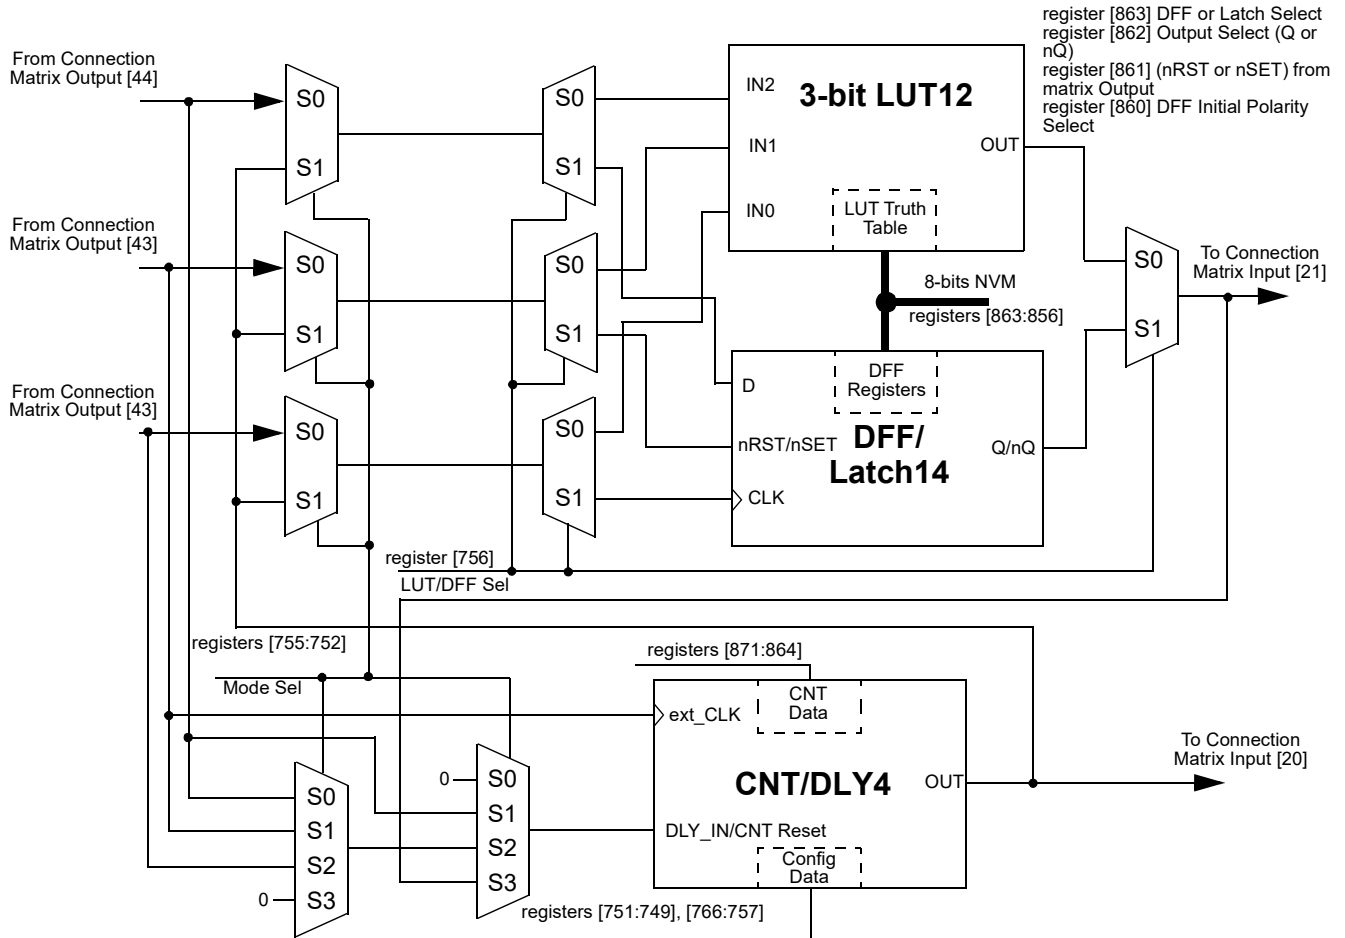 register [863] DFF or Latch Select
register [862] Output Select (Q or
nQ)
register [861] (nRST or nSET) from
matrix Output
register [860] DFF Initial Polarity
Select
From Connection
Matrix Output [44]
S0
S1
S0
S1
IN2
IN1
IN0
3-bit LUT12
OUT
LUT Truth
Table
From Connection
Matrix Output [43]
S0
S1
S0
S1
8-bits NVM
registers [863:856]
S0
S1
To Connection
Matrix Input [21]
From Connection
Matrix Output [43]
S0
S1
S0
S1
D
nRST/nSET
CLK
DFF
Registers
DFF/
Latch14
Q/nQ
register [756]
LUT/DFF Sel
registers [755:752]
Mode Sel
registers [871:864]
ext_CLK
CNT
Data
CNT/DLY4
OUT
To Connection
Matrix Input [20]
DLY_IN/CNT Reset
Config
Data
S0
S1
S2
0
S3
0
S0
S1
S2
S3
registers [751:749], [766:757]